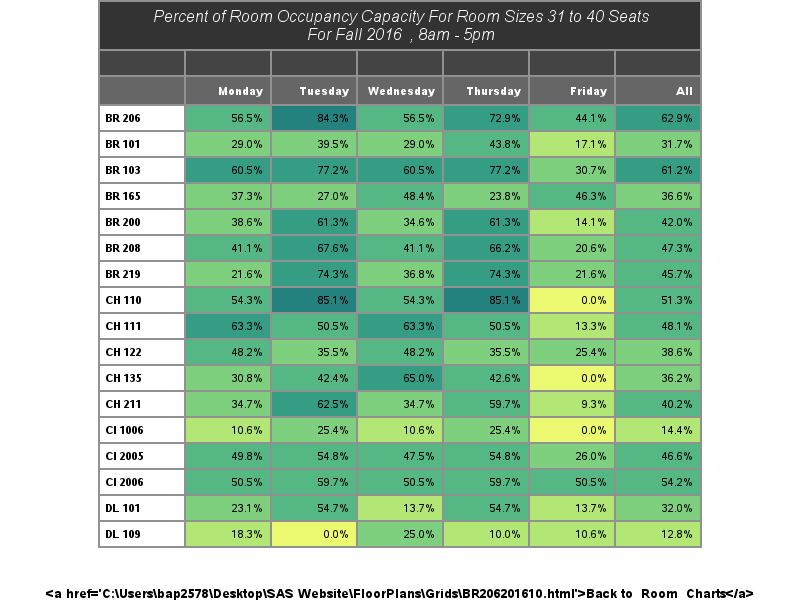 Percent of Room Occupancy Capacity For Room Sizes 31 to 40 Seats
For Fall 2016 , 8am - 5pm
Monday Tuesday Wednesday Thursday Friday All
BR 206 56.5% 84.3% 56.5% 72.9% 44.1% 62.9%
BR 101 29.0% 39.5% 29.0% 43.8% 17.1% 31.7%
BR 103 60.5% 77.2% 60.5% 77.2% 30.7% 61.2%
BR 165 37.3% 27.0% 48.4% 23.8% 46.3% 36.6%
BR 200 38.6% 61.3% 34.6% 61.3% 14.1% 42.0%
BR 208 41.1% 67.6% 41.1% 66.2% 20.6% 47.3%
BR 219 21.6% 74.3% 36.8% 74.3% 21.6% 45.7%
CH 110 54.3% 85.1% 54.3% 85.1% 0.0% 51.3%
CH 111 63.3% 50.5% 63.3% 50.5% 13.3% 48.1%
CH 122 48.2% 35.5% 48.2% 35.5% 25.4% 38.6%
CH 135 30.8% 42.4% 65.0% 42.6% 0.0% 36.2%
CH 211 34.7% 62.5% 34.7% 59.7% 9.3% 40.2%
CI 1006 10.6% 25.4% 10.6% 25.4% 0.0% 14.4%
CI 2005 49.8% 54.8% 47.5% 54.8% 26.0% 46.6%
CI 2006 50.5% 59.7% 50.5% 59.7% 50.5% 54.2%
DL 101 23.1% 54.7% 13.7% 54.7% 13.7% 32.0%
DL 109 18.3% 0.0% 25.0% 10.0% 10.6% 12.8%
<a href='C:\Users\bap2578\Desktop\SAS Website\FloorPlans\Grids\BR206201610.html'>Back to Room Charts</a>